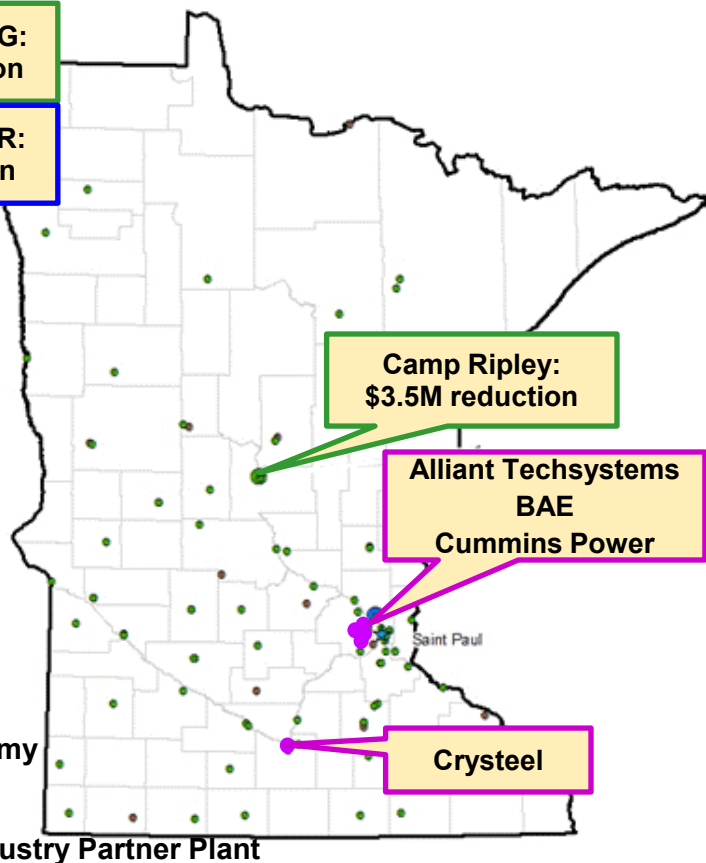 G:
on
R:
n
Camp Ripley:
$3.5M reduction
Alliant Techsystems
BAE
Cummins Power
Saint Paul
Crysteel
my
ustry Partner Plant